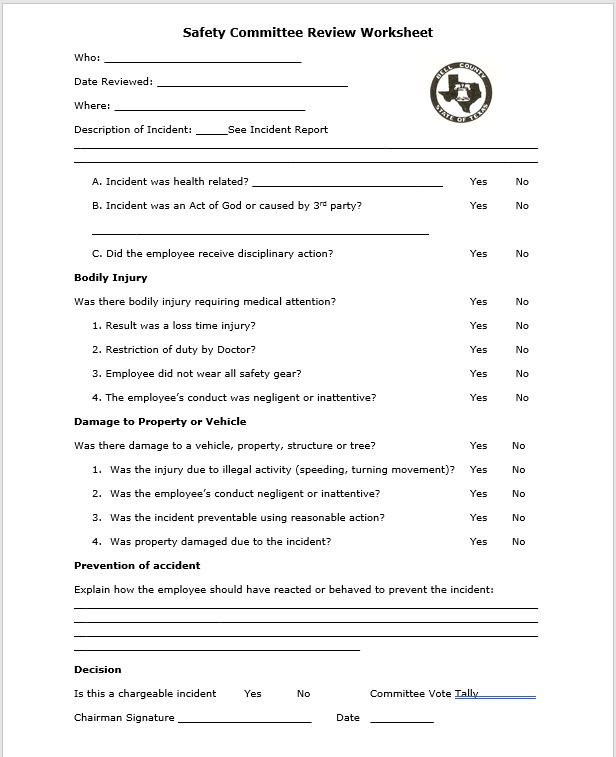 Safety Committee Review Worksheet
Who: ____________________
Date Reviewed: ____________________
BELL COUNTY
STATE OF TEXAS
Where: ____________________
Description of Incident: _____See Incident Report
A. Incident was health related? ____________________ Yes No
B. Incident was an Act of God or caused by 3rd party? Yes No
C. Did the employee receive disciplinary action? Yes No
Bodily Injury
Was there bodily injury requiring medical attention? Yes No
1. Result was a loss time injury? Yes No
2. Restriction of duty by Doctor? Yes No
3. Employee did not wear all safety gear? Yes No
4. The employee's conduct was negligent or inattentive? Yes No
Damage to Property or Vehicle
Was there damage to a vehicle, property, structure or tree? Yes No
1. Was the injury due to illegal activity (speeding, turning movement)? Yes No
2. Was the employee's conduct negligent or inattentive? Yes No
3. Was the incident preventable using reasonable action? Yes No
4. Was property damaged due to the incident? Yes No
Prevention of accident
Explain how the employee should have reacted or behaved to prevent the incident:
Decision
Is this a chargeable incident Yes No Committee Vote Tally__________
Chairman Signature ____________________ Date __________